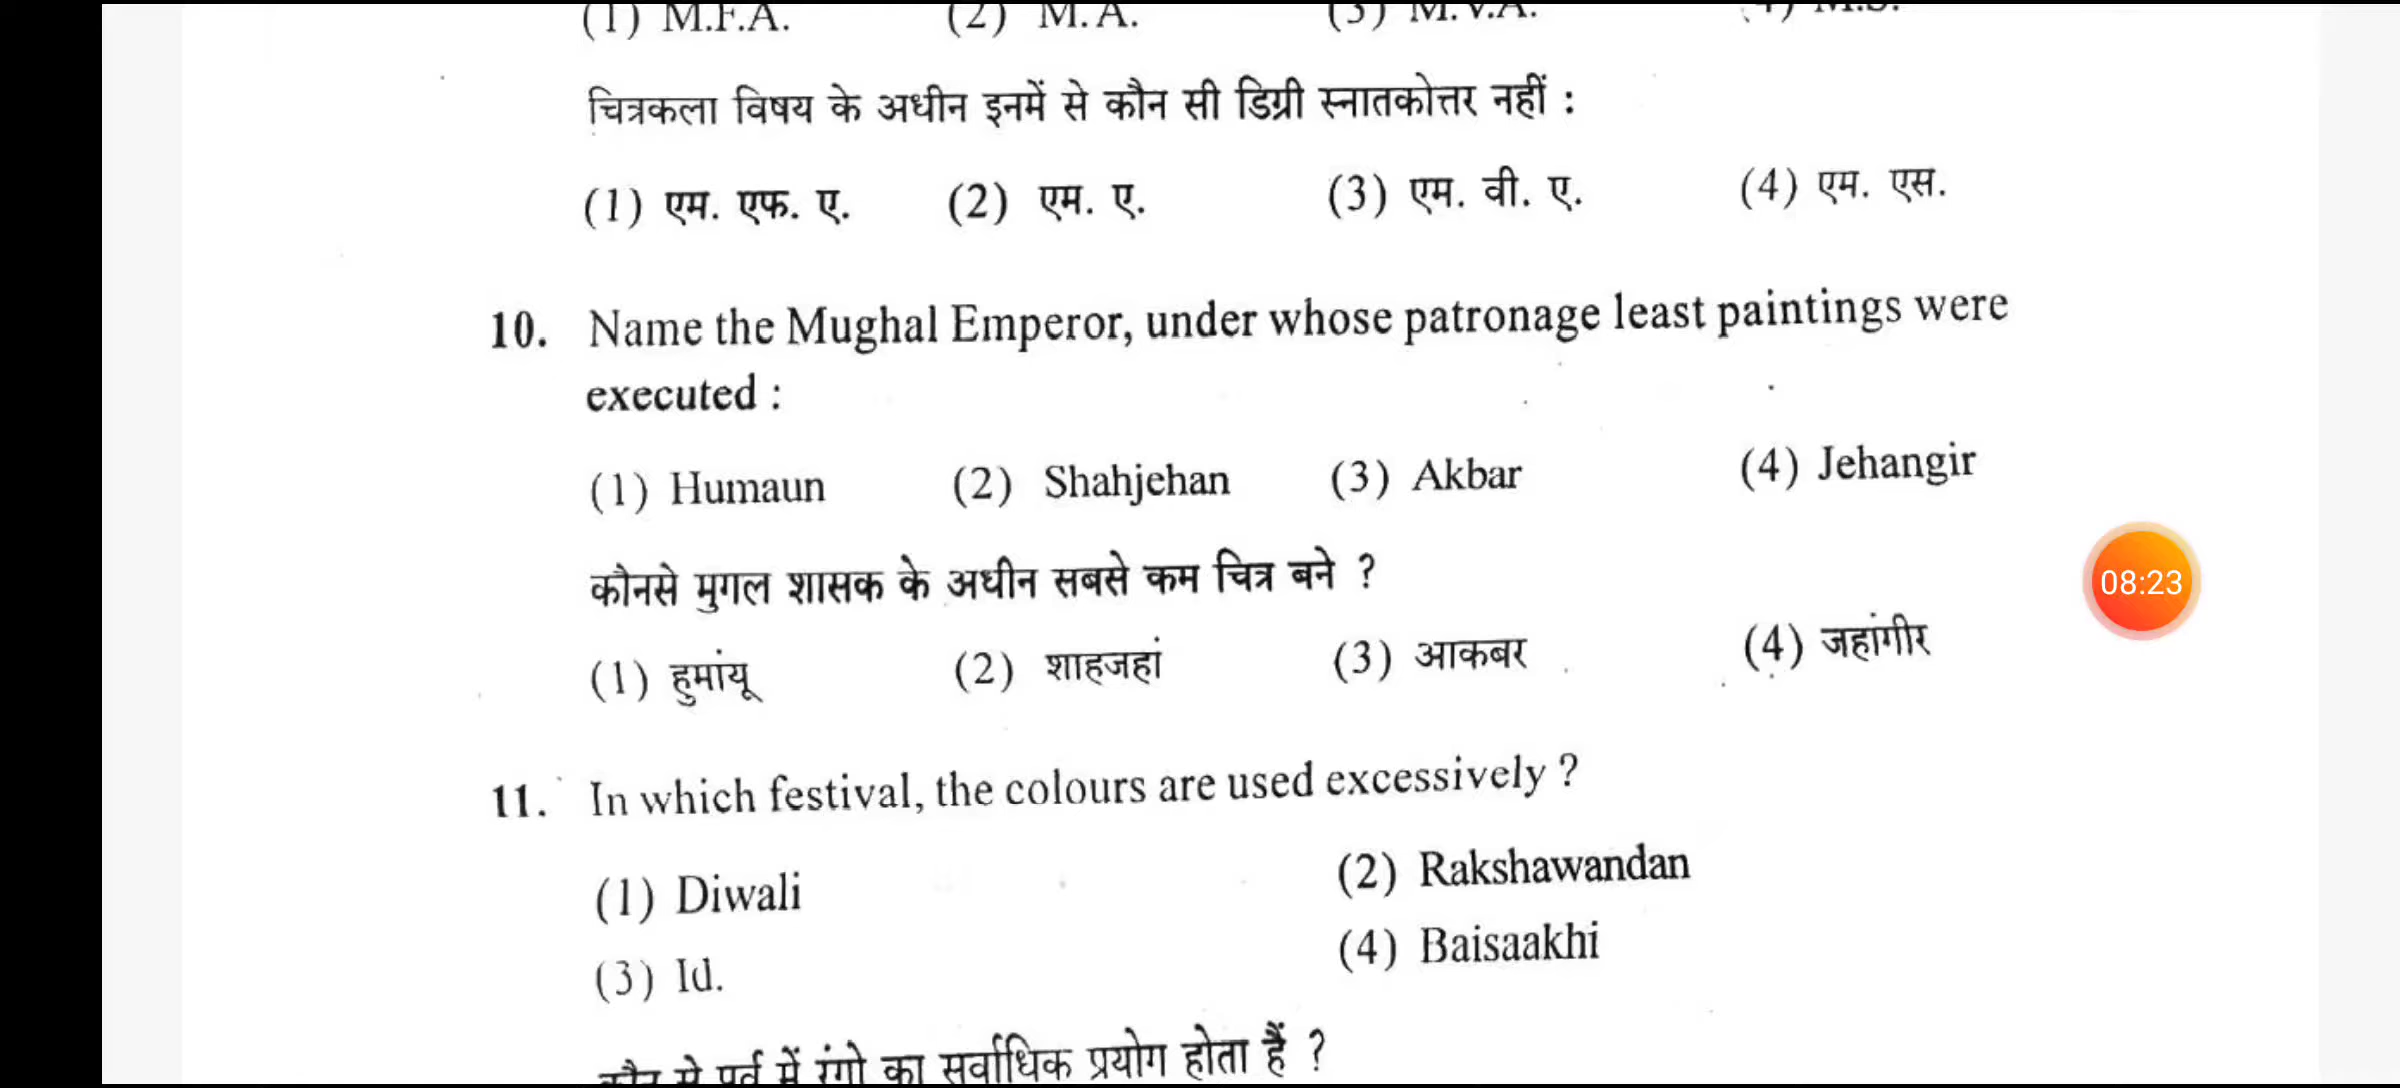 (1) M.F.A. (2) M.A. (3) M.V.A. (4) M.S.
चित्रकला विषय के अधीन इनमें से कौन सी डिग्री स्नातकोत्तर नहीं :
(1) एम. एफ. ए. (2) एम. ए. (3) एम. वी. ए. (4) एम. एस.
10. Name the Mughal Emperor, under whose patronage least paintings were
executed :
(1) Humaun (2) Shahjehan (3) Akbar (4) Jehangir
कौनसे मुगल शासक के अधीन सबसे कम चित्र बने ?
(1) हुमांयू (2) शाहजहां (3) आकबर (4) जहांगीर
08:23
11. In which festival, the colours are used excessively ?
(1) Diwali (2) Rakshawandan
(3) Id. (4) Baisaakhi
कौन से पर्व में रंगो का सर्वाधिक प्रयोग होता हैं ?